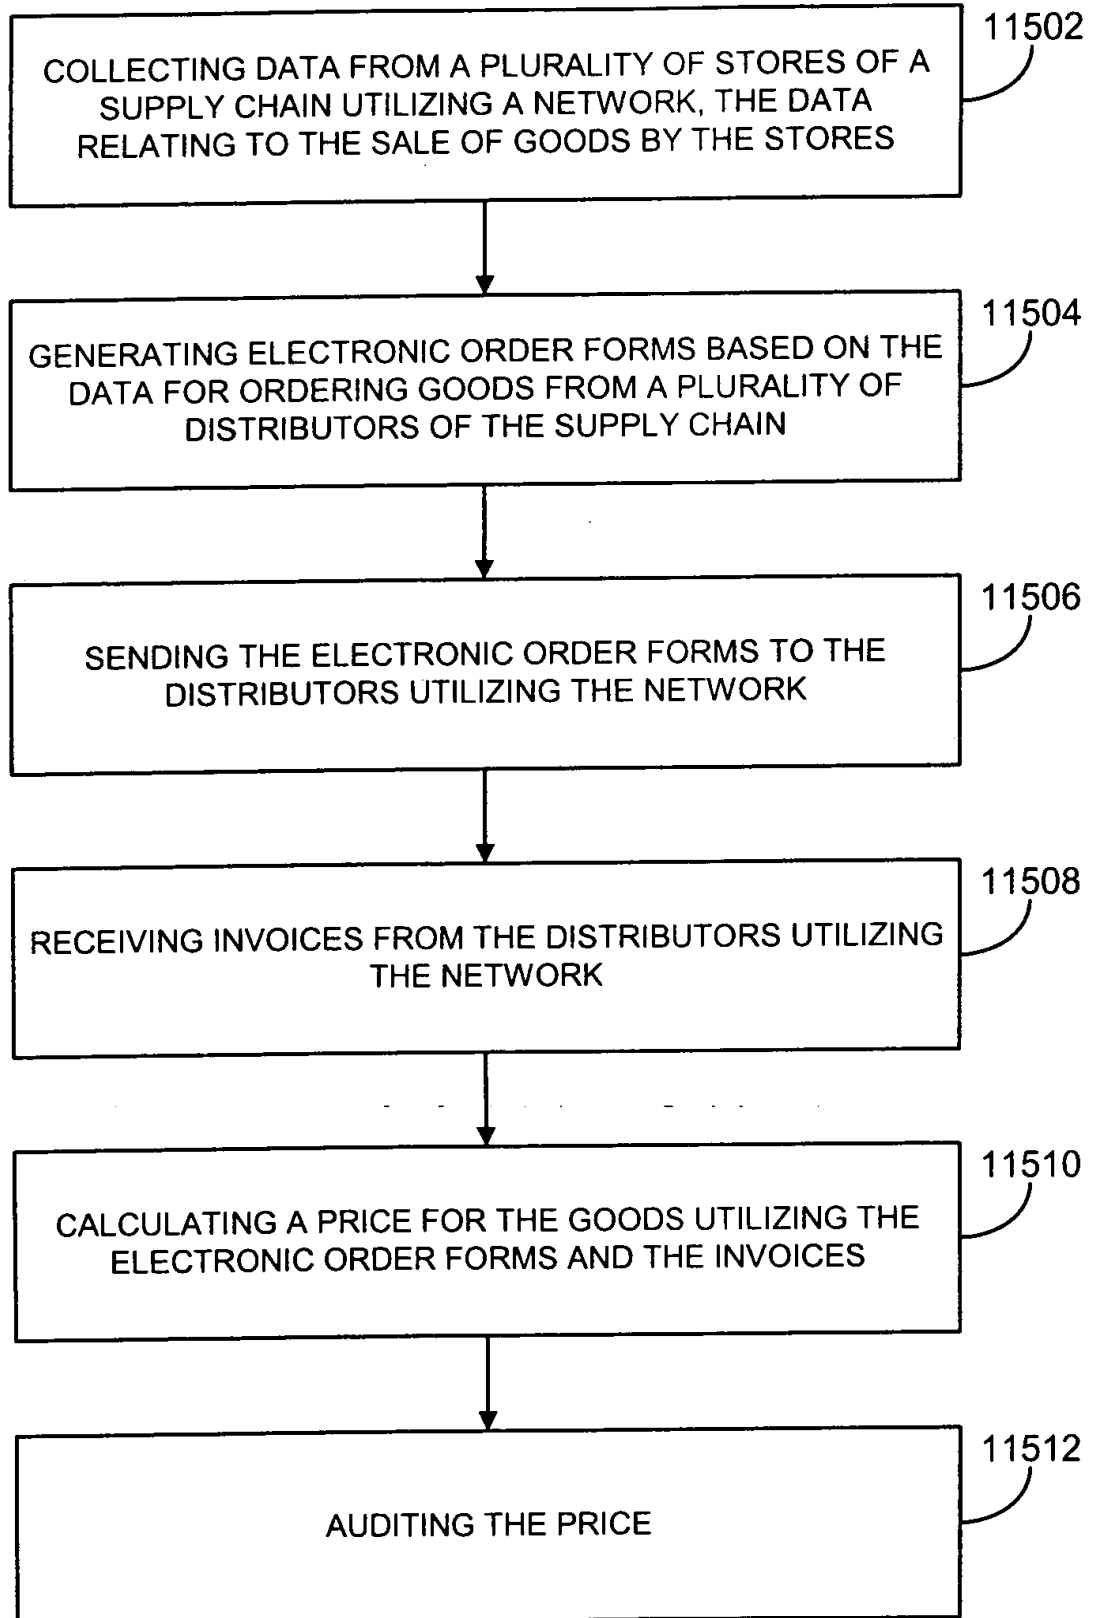 11502
COLLECTING DATA FROM A PLURALITY OF STORES OF A
SUPPLY CHAIN UTILIZING A NETWORK, THE DATA
RELATING TO THE SALE OF GOODS BY THE STORES
11504
GENERATING ELECTRONIC ORDER FORMS BASED ON THE
DATA FOR ORDERING GOODS FROM A PLURALITY OF
DISTRIBUTORS OF THE SUPPLY CHAIN
11506
SENDING THE ELECTRONIC ORDER FORMS TO THE
DISTRIBUTORS UTILIZING THE NETWORK
11508
RECEIVING INVOICES FROM THE DISTRIBUTORS UTILIZING
THE NETWORK
11510
CALCULATING A PRICE FOR THE GOODS UTILIZING THE
ELECTRONIC ORDER FORMS AND THE INVOICES
11512
AUDITING THE PRICE